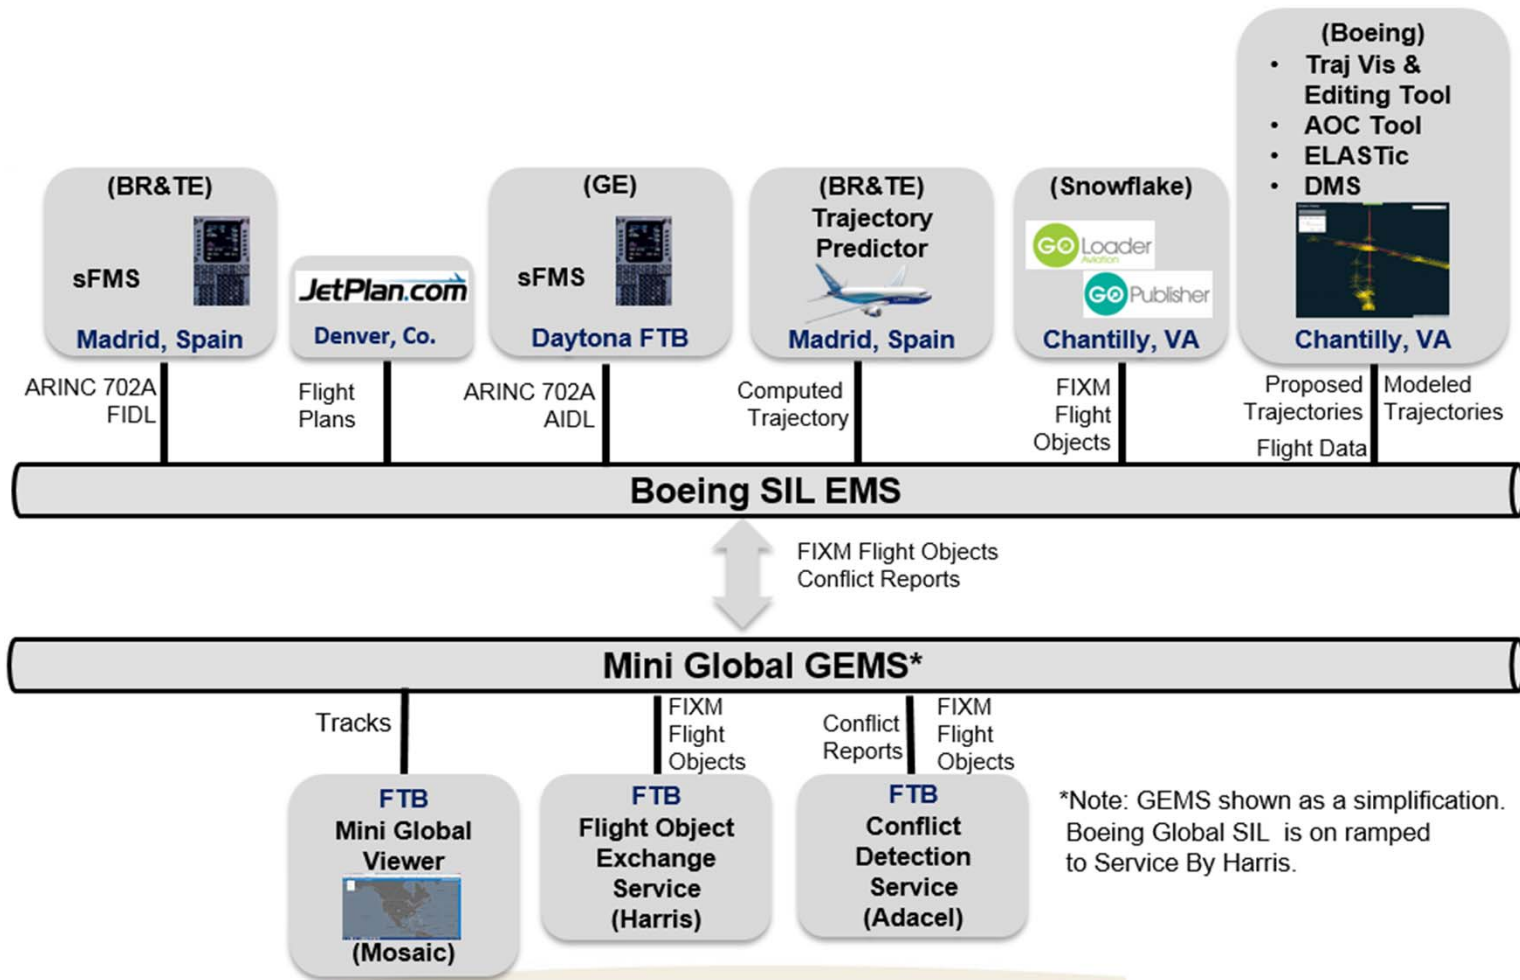 (BR&TE)
sFMS
Madrid, Spain
JetPlan.com
Denver, Co.
(GE)
sFMS
Daytona FTB
(BR&TE)
Trajectory
Predictor
Madrid, Spain
(Snowflake)
GO Loader
Aviation
GO Publisher
Chantilly, VA
(Boeing)
• Traj Vis &
Editing Tool
• AOC Tool
• ELASTic
• DMS
Chantilly, VA
ARINC 702A
FIDL
Flight
Plans
ARINC 702A
AIDL
Computed
Trajectory
FIXM
Flight
Objects
Proposed
Trajectories
Flight Data
Modeled
Trajectories
Boeing SIL EMS
FIXM Flight Objects
Conflict Reports
Mini Global GEMS*
Tracks
FIXM
Flight
Objects
Conflict
Reports
FIXM
Flight
Objects
FTB
Mini Global
Viewer
(Mosaic)
FTB
Flight Object
Exchange
Service
(Harris)
FTB
Conflict
Detection
Service
(Adacel)
*Note: GEMS shown as a simplification.
Boeing Global SIL is on ramped
to Service By Harris.